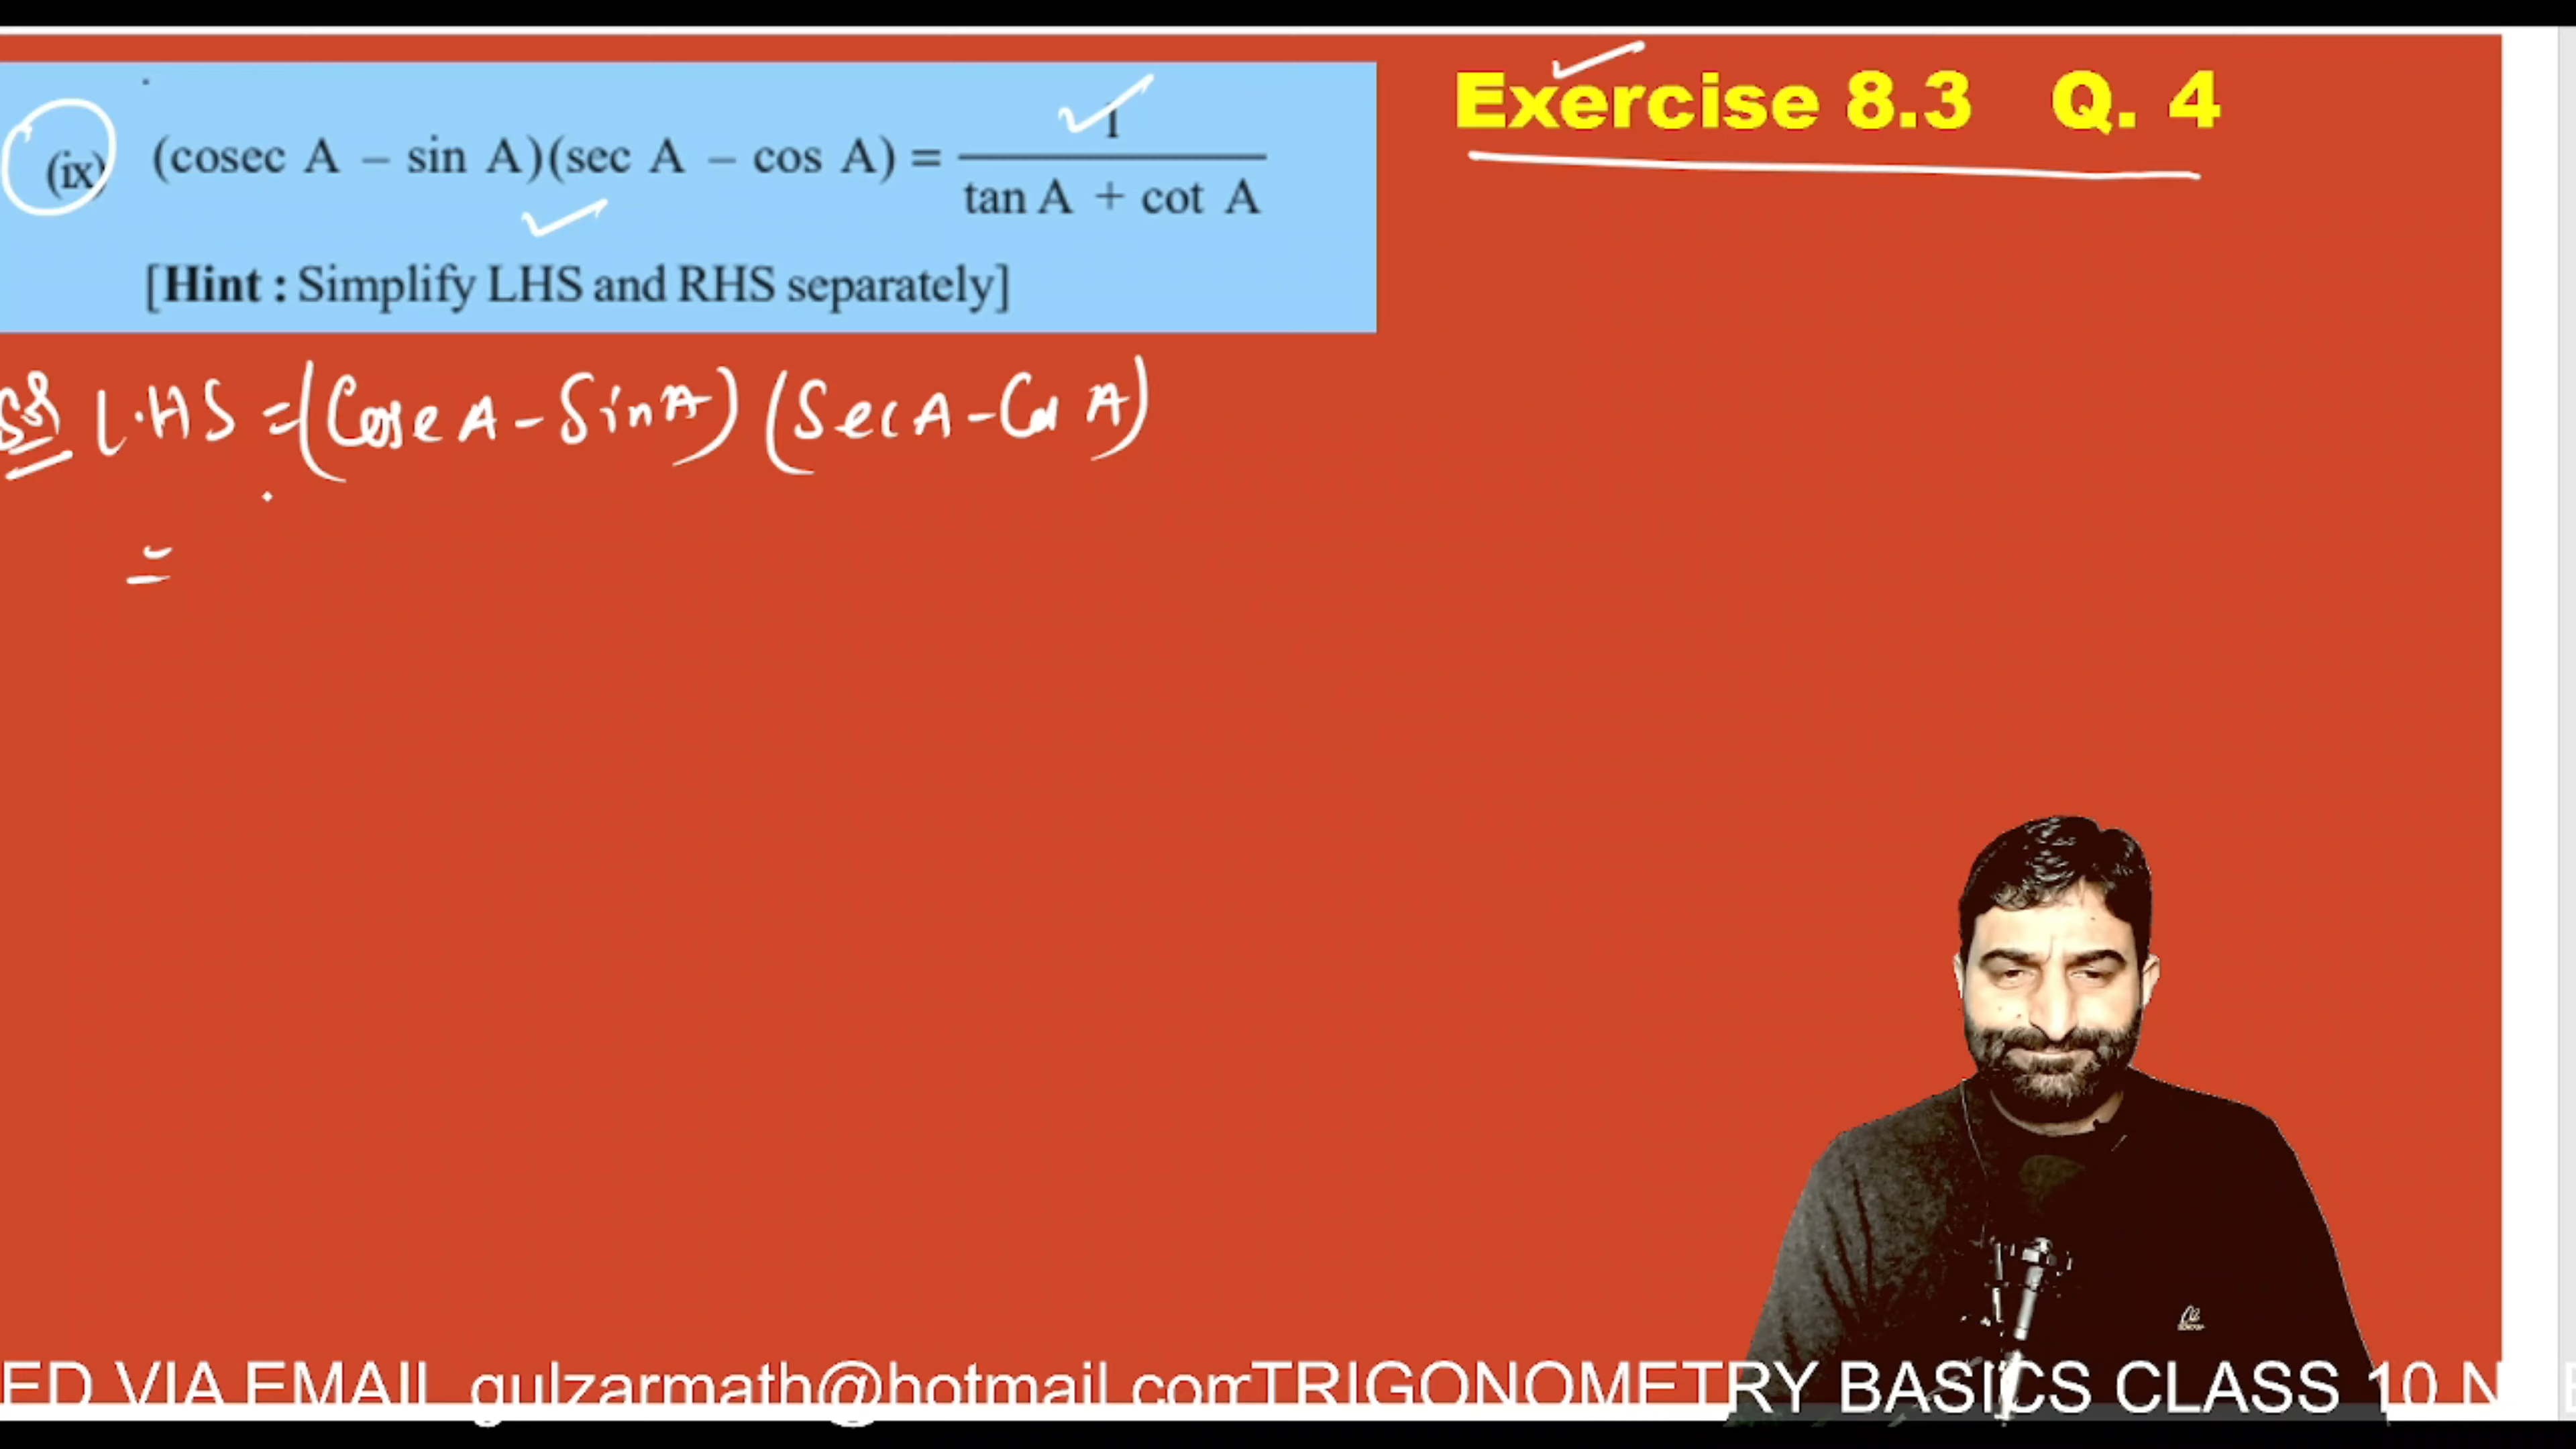 Exercise 8.3 Q. 4
(ix) (cosec A – sin A)(sec A – cos A) = 1
tan A + cot A
[Hint : Simplify LHS and RHS separately]
L.HS = (Cosec A - Sin A) (Sec A - Cos A)
=
ED VIA EMAIL gulzarmath@hotmail.com TRIGONOMETRY BASICS CLASS 10 N